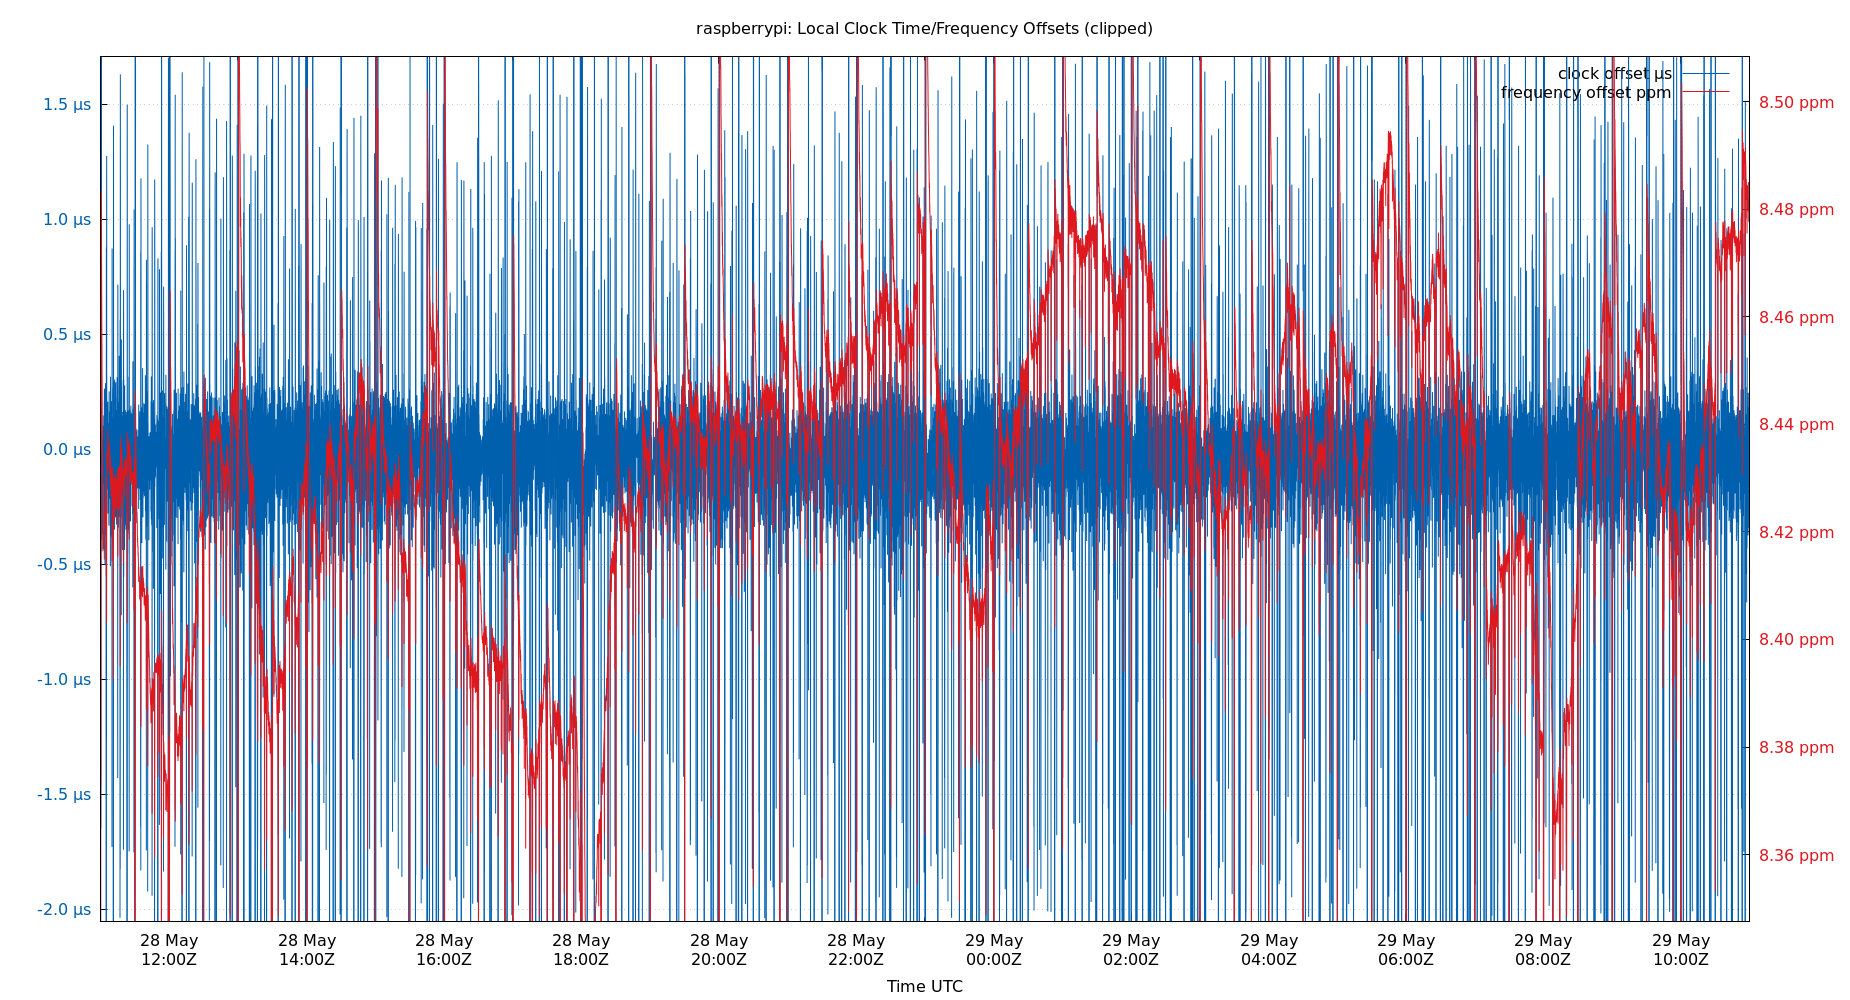 raspberrypi: Local Clock Time/Frequency Offsets (clipped)
clock offset µs
frequency offset ppm
1.5 µs
1.0 µs
0.5 µs
0.0 µs
-0.5 µs
-1.0 µs
-1.5 µs
-2.0 µs
8.50 ppm
8.48 ppm
8.46 ppm
8.44 ppm
8.42 ppm
8.40 ppm
8.38 ppm
8.36 ppm
28 May 28 May 28 May 28 May 28 May 28 May 29 May 29 May 29 May 29 May 29 May 29 May
12:00Z 14:00Z 16:00Z 18:00Z 20:00Z 22:00Z 00:00Z 02:00Z 04:00Z 06:00Z 08:00Z 10:00Z
Time UTC